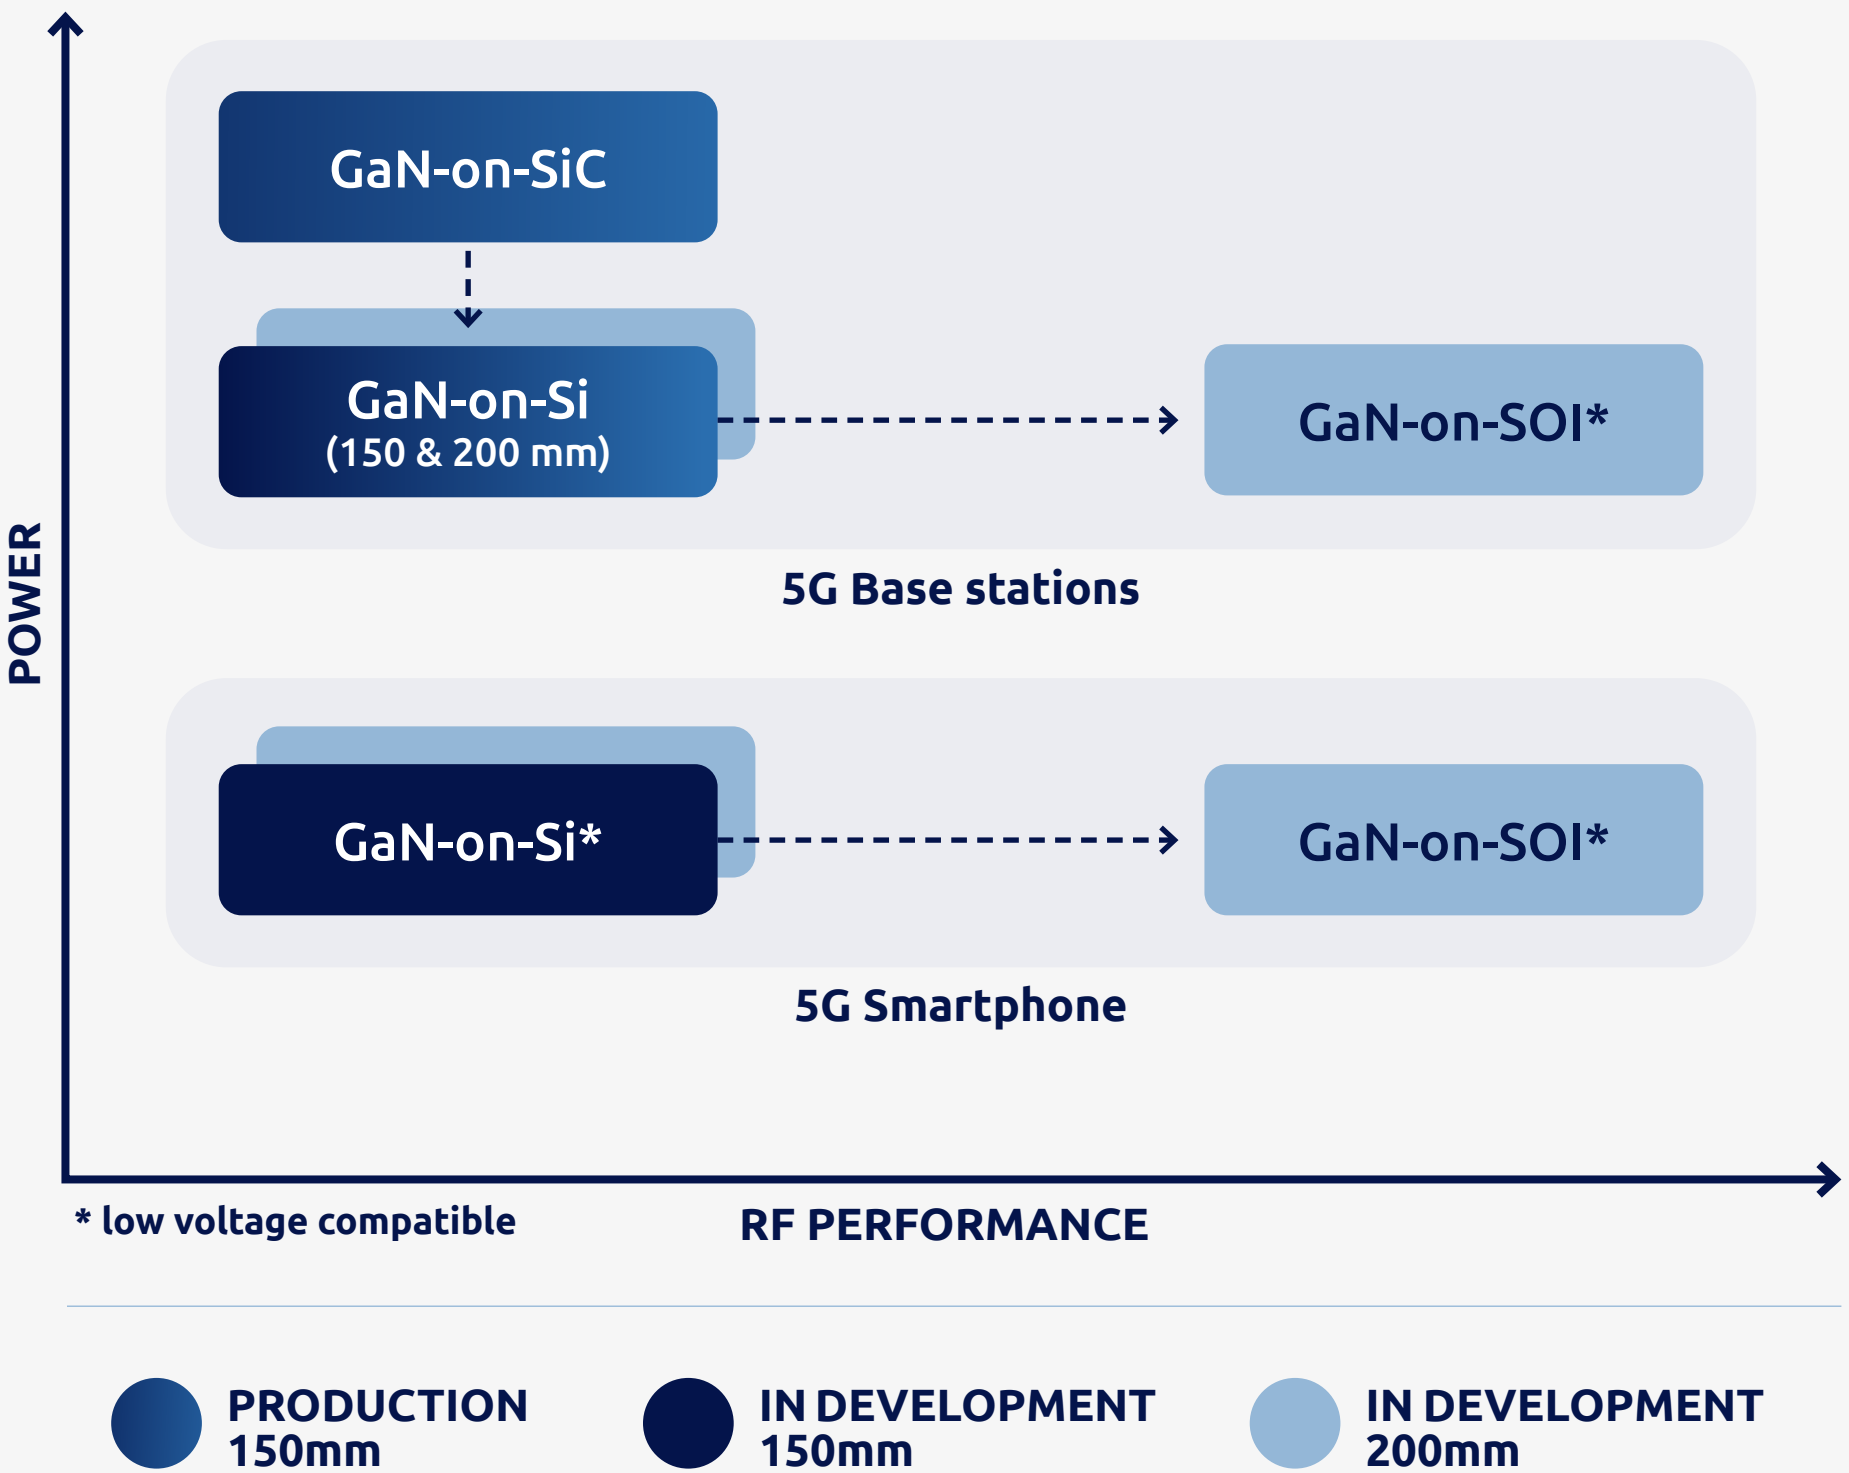 GaN-on-SiC
GaN-on-Si
(150 & 200 mm)
GaN-on-SOI*
5G Base stations
POWER
GaN-on-Si*
GaN-on-SOI*
5G Smartphone
* low voltage compatible
RF PERFORMANCE
PRODUCTION
150mm
IN DEVELOPMENT
150mm
IN DEVELOPMENT
200mm